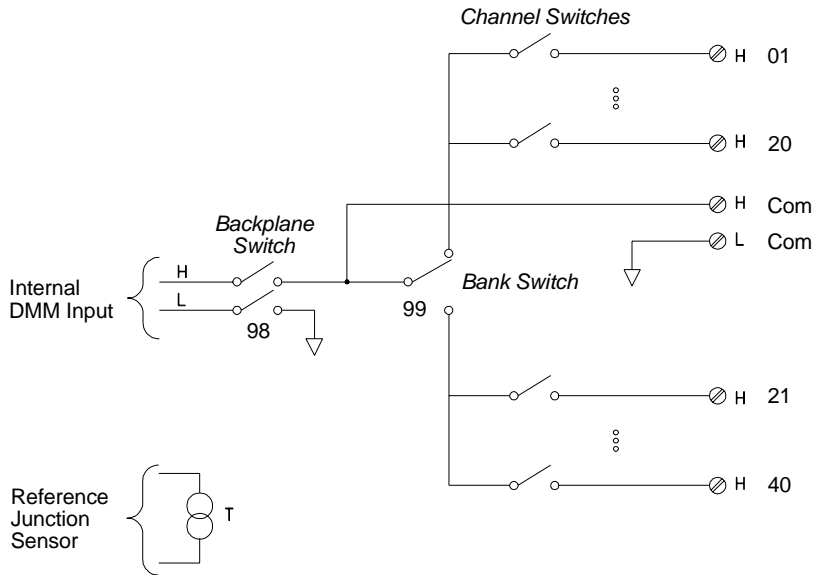 Channel Switches
H 01
H 20
H Com
L Com
Backplane
Switch
Internal
DMM Input
H
L
98
99
Bank Switch
H 21
H 40
Reference
Junction
Sensor
T